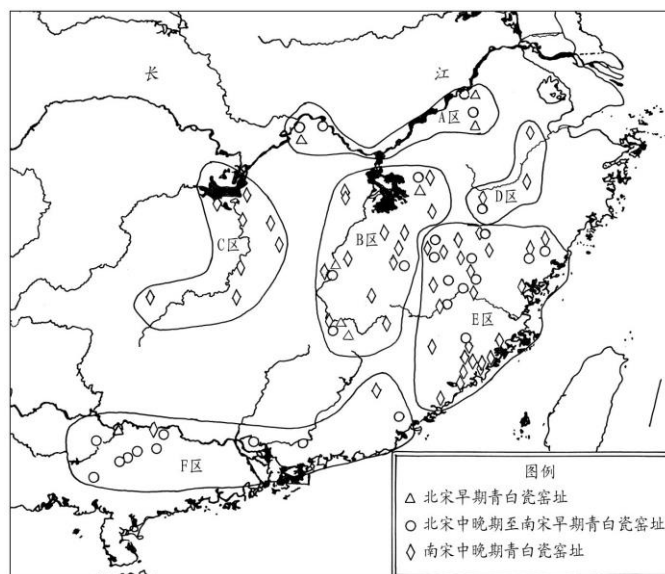 长
江
A区
D区
C区
B区
E区
F区
图例
北宋早期青白瓷窑址
北宋中晚期至南宋早期青白瓷窑址
南宋中晚期青白瓷窑址